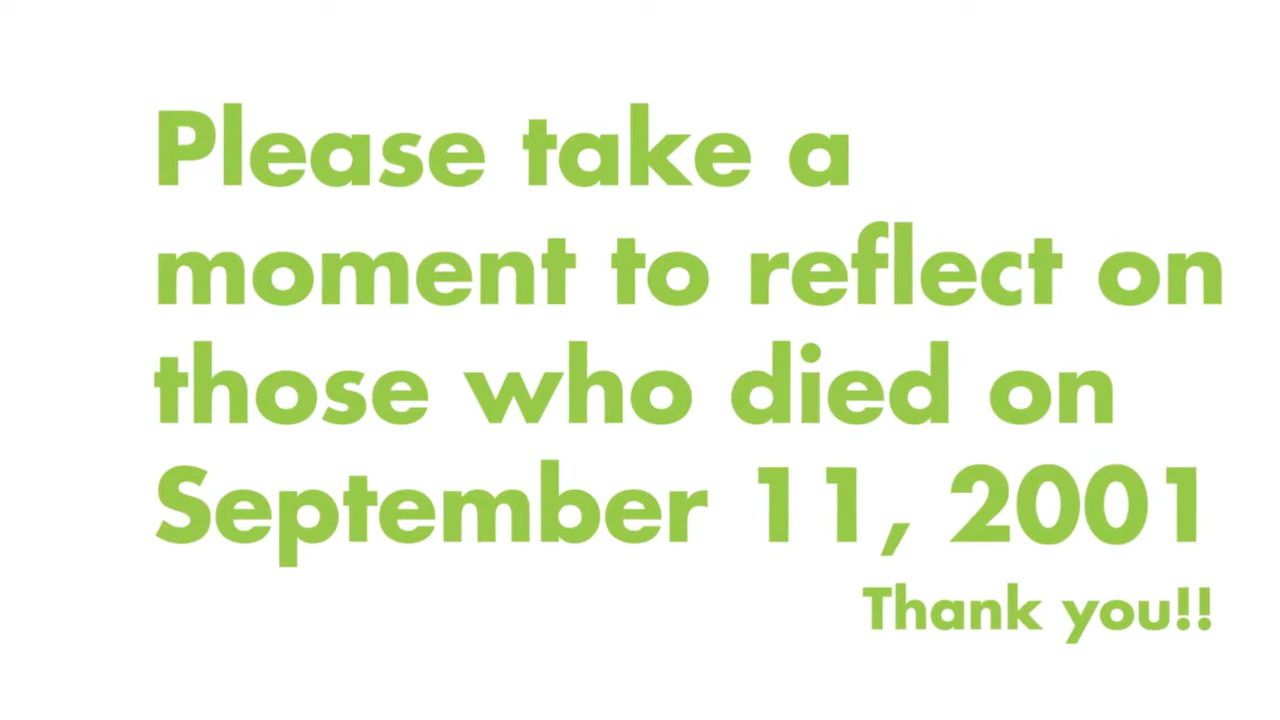 Please take a
moment to reflect on
those who died on
September 11, 2001
Thank you!!